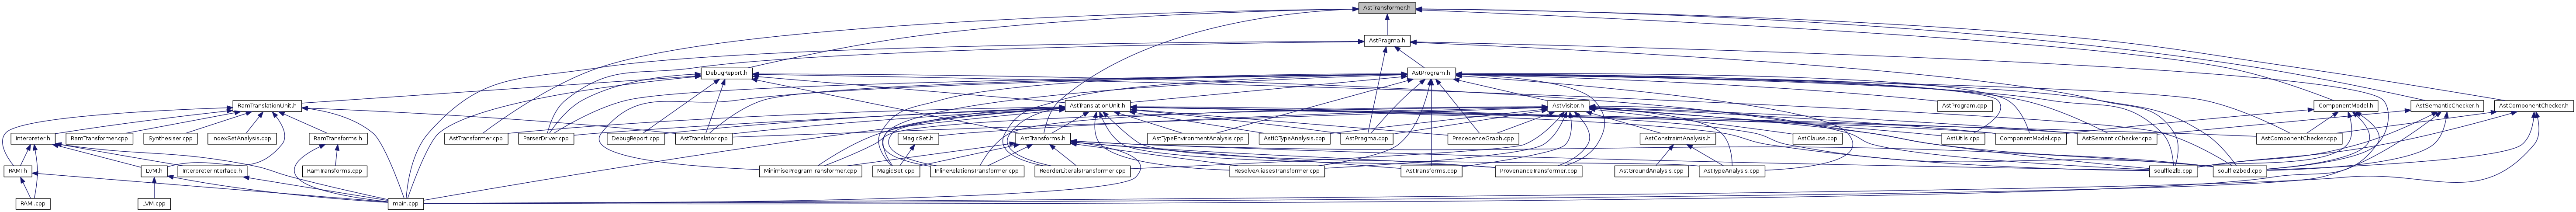 AstTransformer.h
AstPragma.h
DebugReport.h
AstProgram.h
RamTranslationUnit.h
AstTranslationUnit.h
AstVisitor.h
AstProgram.cpp
ComponentModel.h
AstSemanticChecker.h
AstComponentChecker.h
Interpreter.h
RamTransformer.cpp
Synthesiser.cpp
IndexSetAnalysis.cpp
RamTransforms.h
AstTransformer.cpp
ParserDriver.cpp
DebugReport.cpp
AstTranslator.cpp
MagicSet.h
AstTransforms.h
AstTypeEnvironmentAnalysis.cpp
AstIOTypeAnalysis.cpp
AstPragma.cpp
PrecedenceGraph.cpp
AstConstraintAnalysis.h
AstClause.cpp
AstUtils.cpp
ComponentModel.cpp
AstSemanticChecker.cpp
AstComponentChecker.cpp
RAMI.h
LVM.h
InterpreterInterface.h
RamTransforms.cpp
MinimiseProgramTransformer.cpp
MagicSet.cpp
InlineRelationsTransformer.cpp
ReorderLiteralsTransformer.cpp
ResolveAliasesTransformer.cpp
AstTransforms.cpp
ProvenanceTransformer.cpp
AstGroundAnalysis.cpp
AstTypeAnalysis.cpp
souffle2lb.cpp
souffle2bdd.cpp
RAMI.cpp
LVM.cpp
main.cpp